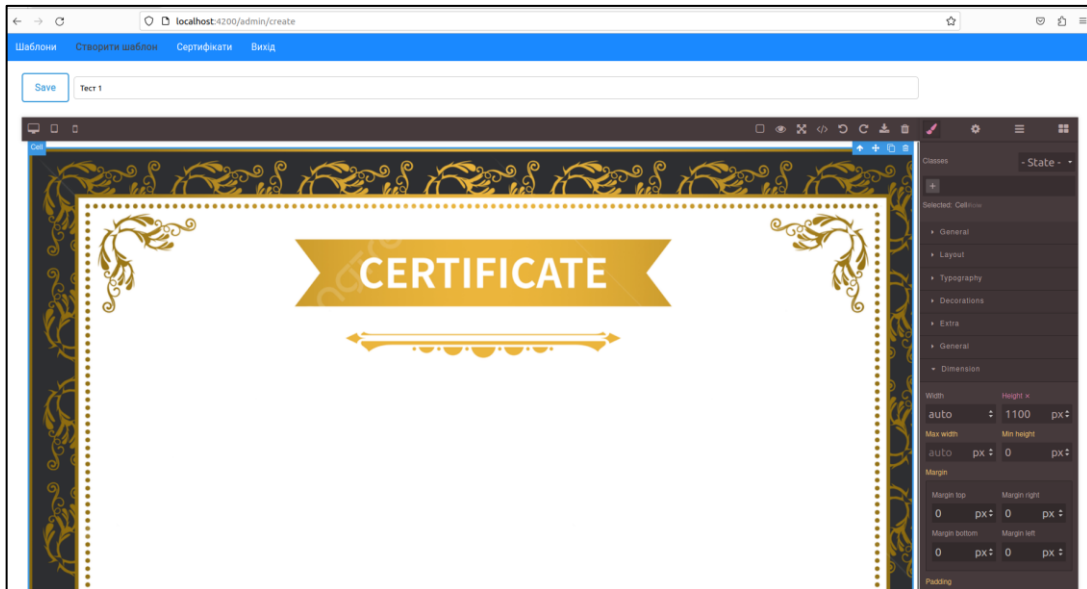 localhost:4200/admin/create
Шаблони Створити шаблон Сертифікати Вихід
Save Тест 1
Cell
Classes - State -
+
Selected: Cell
General
Layout
CERTIFICATE
Typography
Decorations
Extra
General
Dimension
Width Height ×
auto 1100 px
Max width Min height
auto px 0 px
Margin
Margin top Margin right
0 px 0 px
Margin bottom Margin left
0 px 0 px
Padding